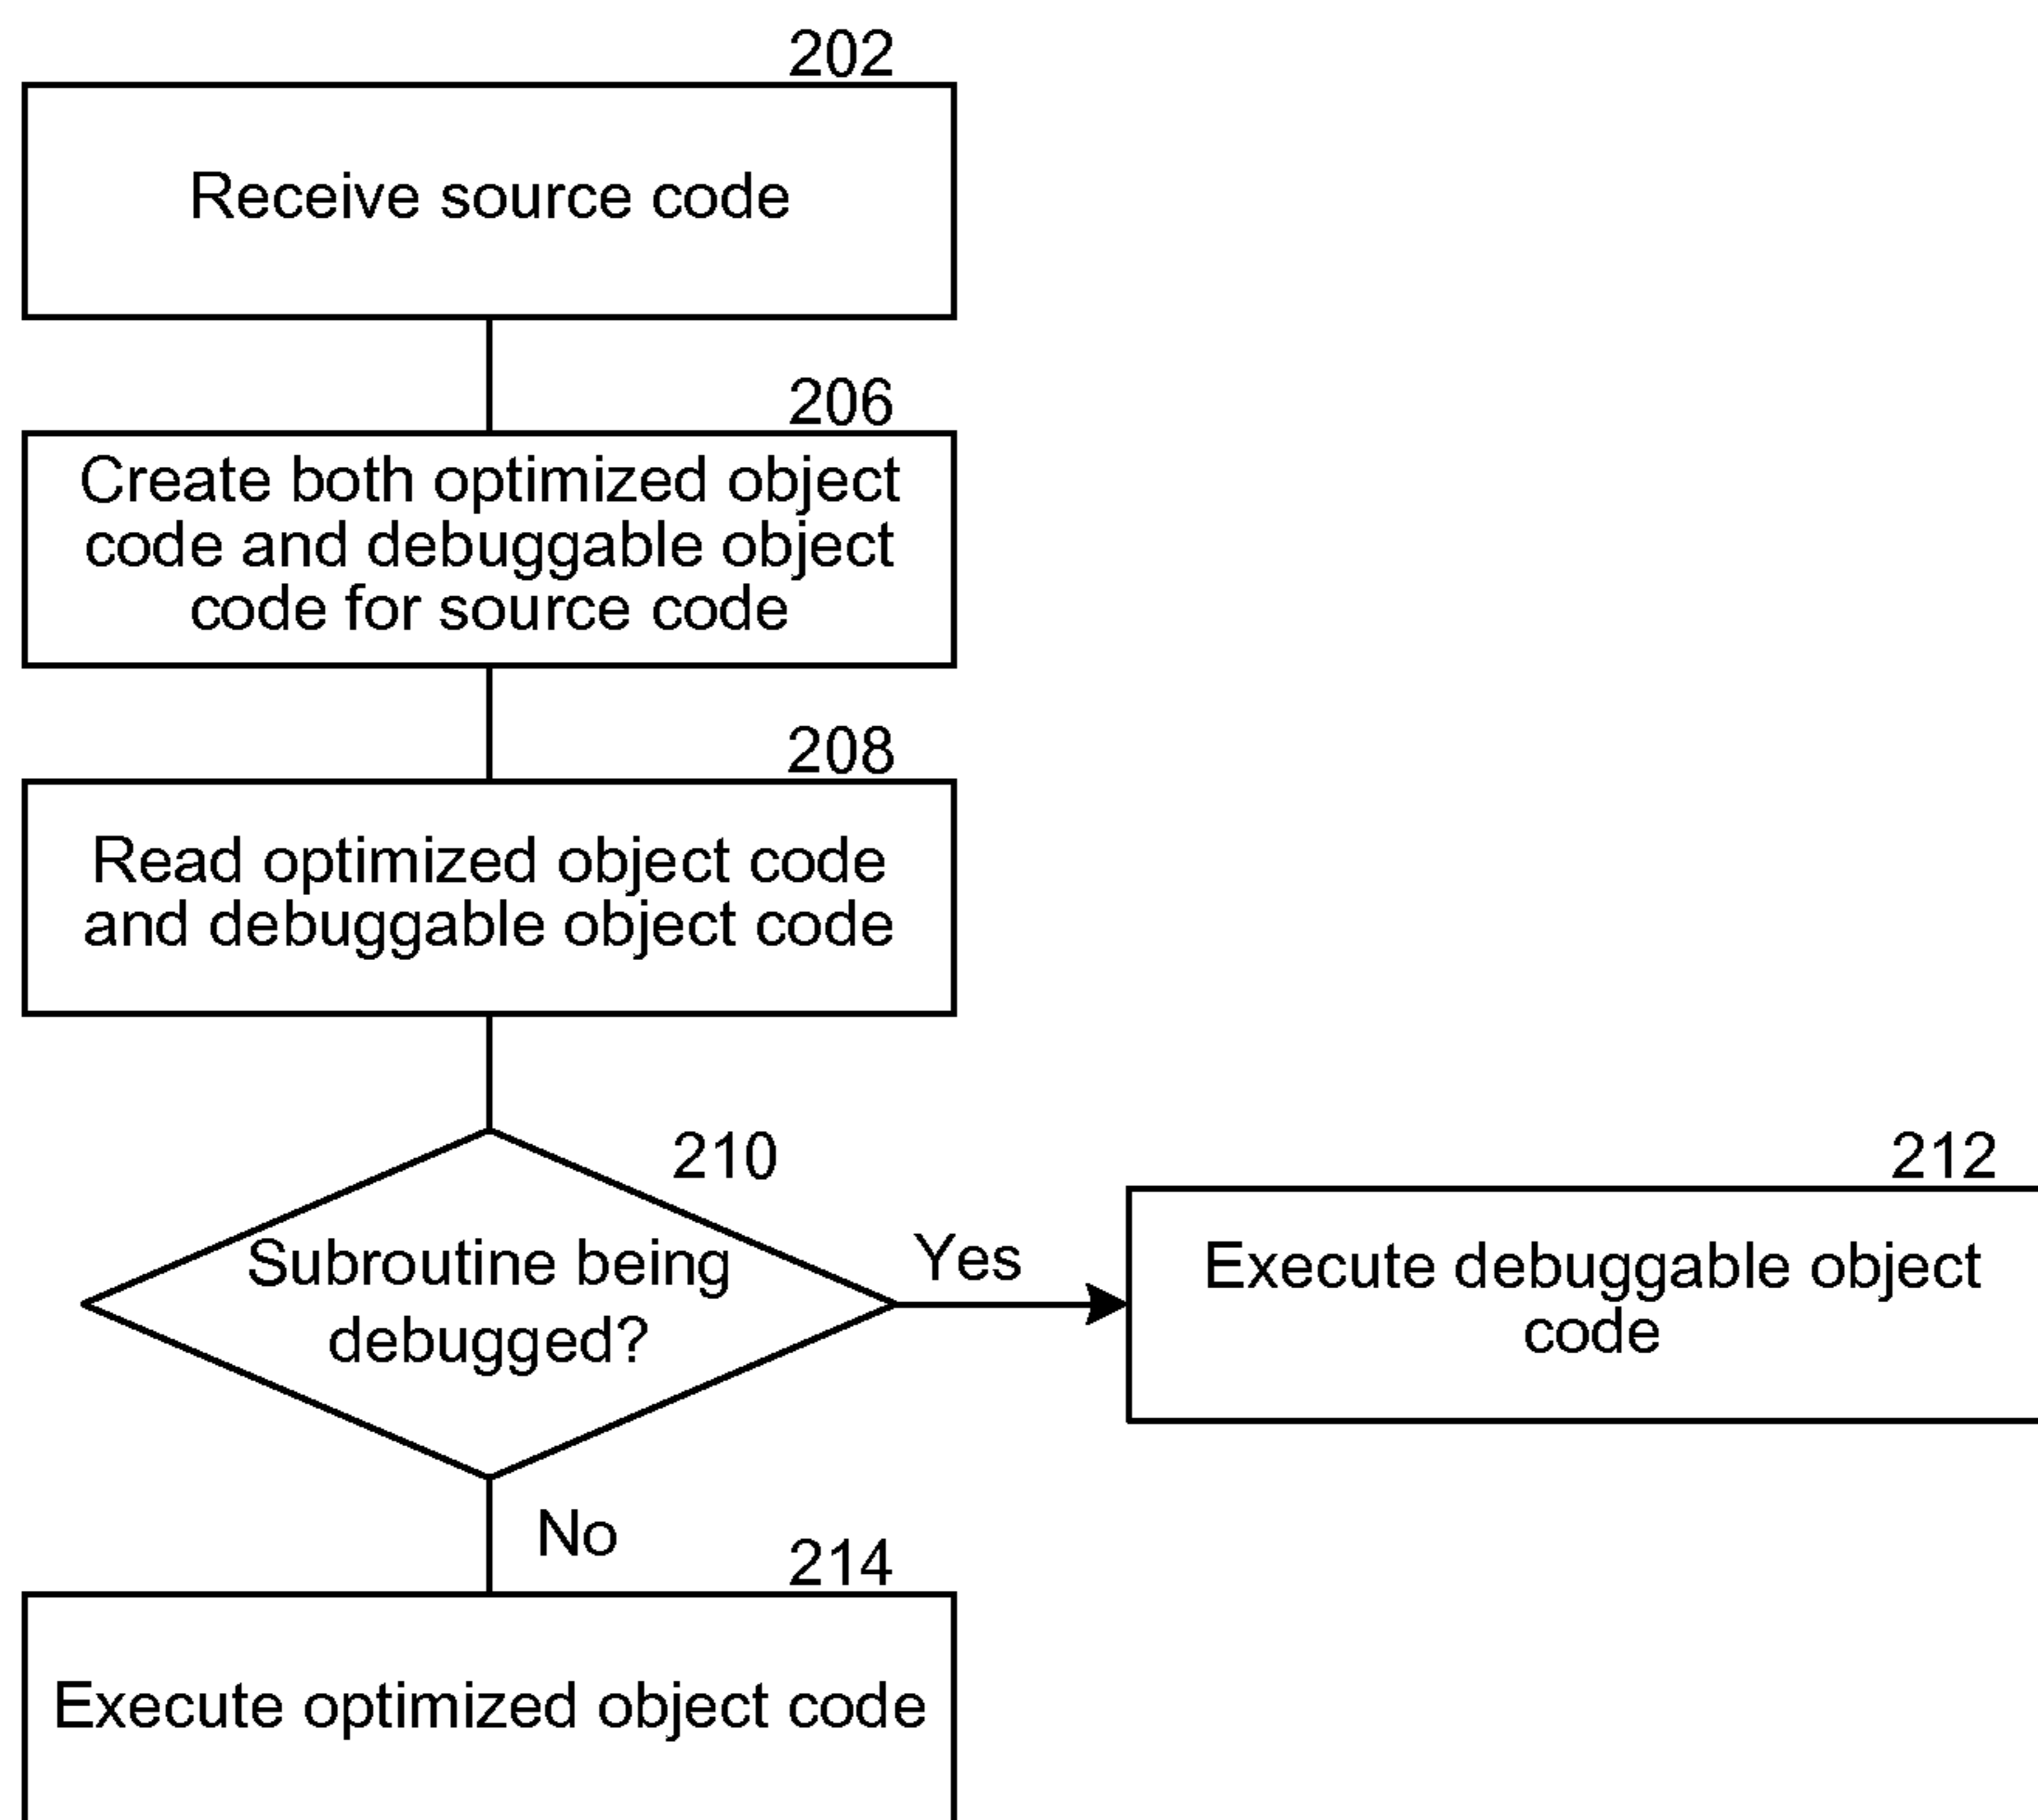 202
Receive source code
206
Create both optimized object
code and debuggable object
code for source code
208
Read optimized object code
and debuggable object code
210
Subroutine being
debugged?
Yes
212
Execute debuggable object
code
No
214
Execute optimized object code